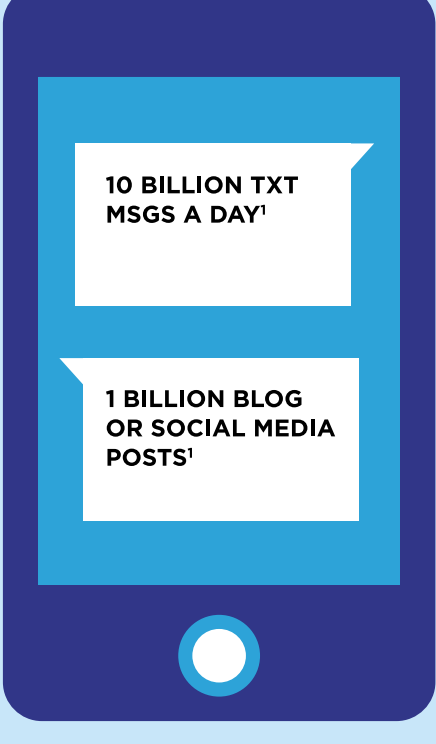 10 BILLION TXT
MSGS A DAY¹
1 BILLION BLOG
OR SOCIAL MEDIA
POSTS¹